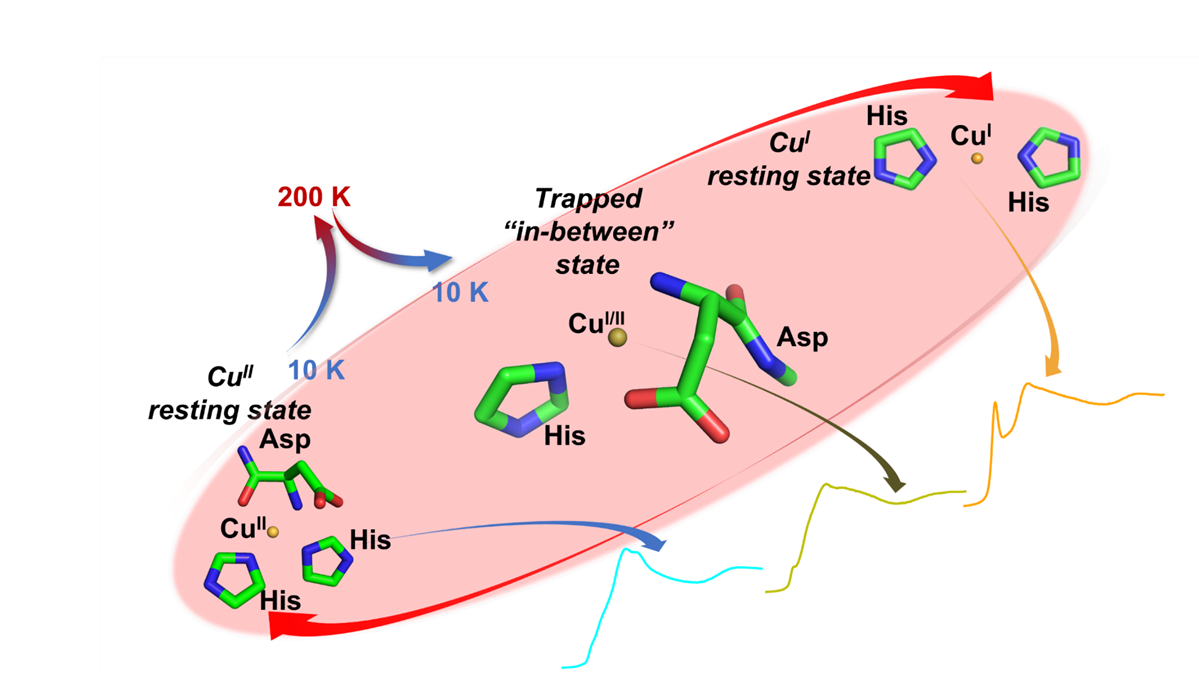 His
Cu^I
Cu^I
resting state
His
200 K
Trapped
“in-between”
state
10 K
Cu^I/II
Asp
Cu^II
10 K
resting state
Asp
His
Cu^II
His
His